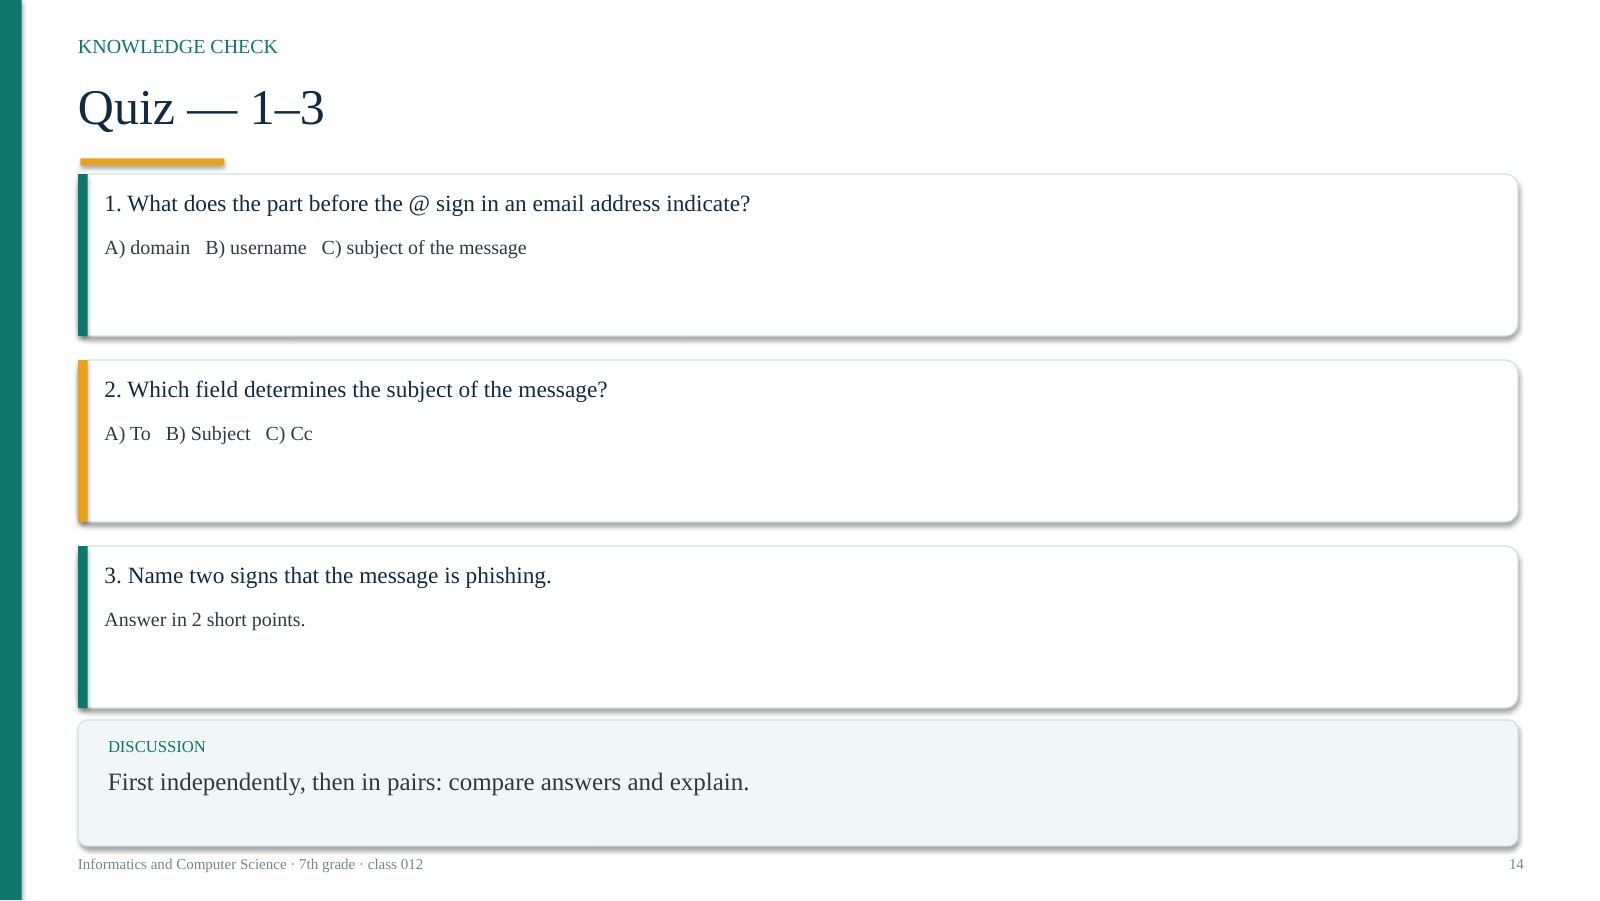 KNOWLEDGE CHECK
Quiz — 1–3
1. What does the part before the @ sign in an email address indicate?
A) domain   B) username   C) subject of the message
2. Which field determines the subject of the message?
A) To   B) Subject   C) Cc
3. Name two signs that the message is phishing.
Answer in 2 short points.
DISCUSSION
First independently, then in pairs: compare answers and explain.
Informatics and Computer Science · 7th grade · class 012
14